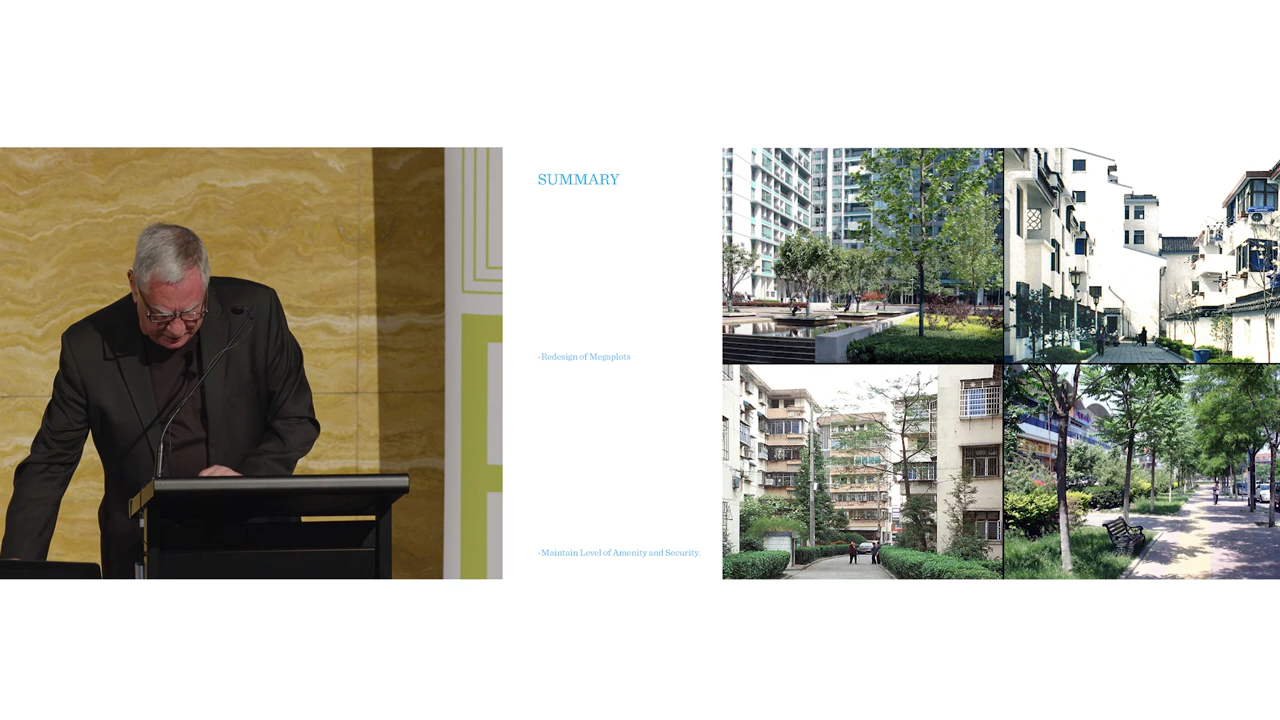 SUMMARY
-Redesign of Megaplots
-Maintain Level of Amenity and Security.